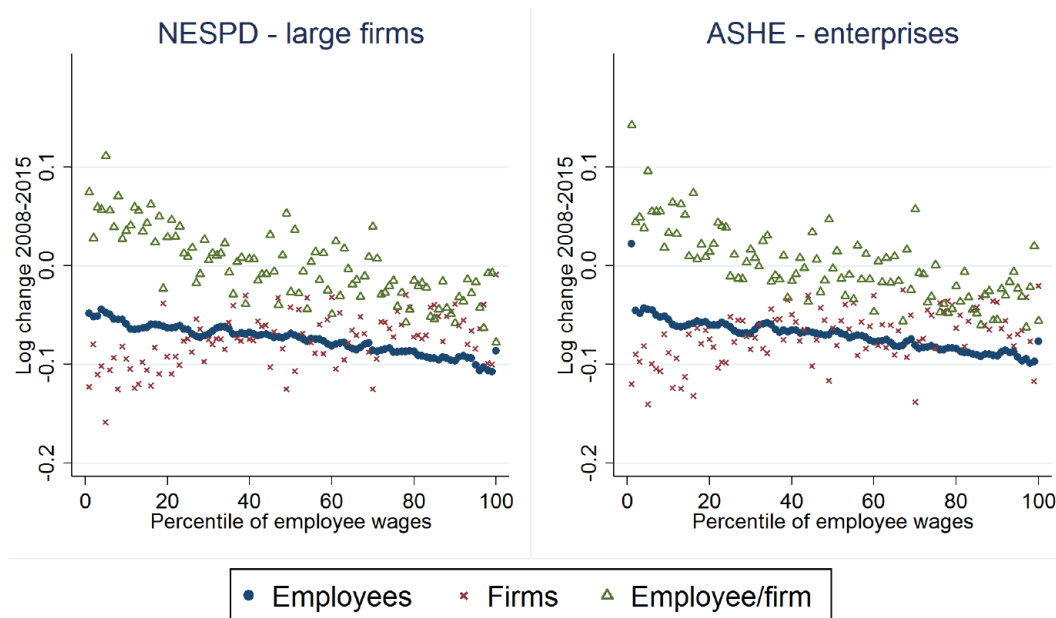 NESPD - large firms
ASHE - enterprises
Log change 2008-2015
0.1
0.0
-0.1
-0.2
0
20
40
60
80
100
Percentile of employee wages
Log change 2008-2015
0.1
0.0
-0.1
-0.2
0
20
40
60
80
100
Percentile of employee wages
Employees
Firms
Employee/firm